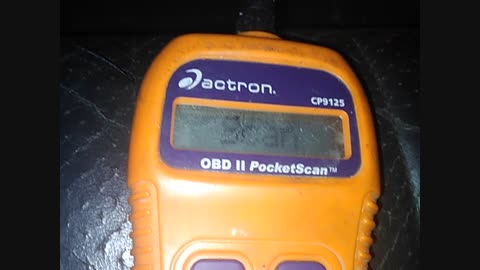 actron.
CP9125
OBD II PocketScan™